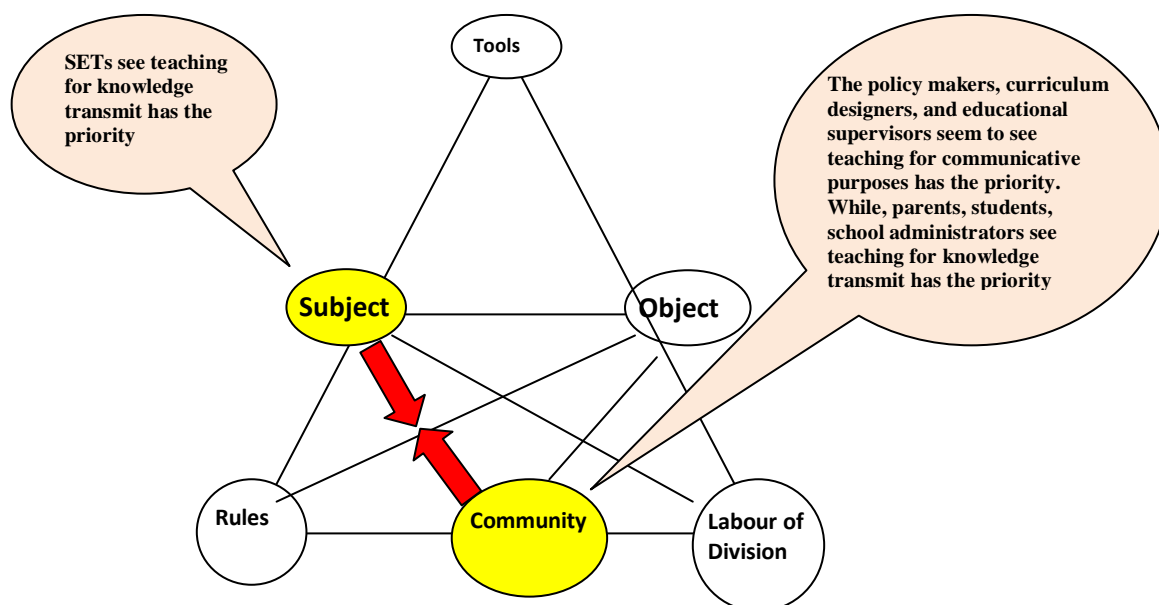 Tools
SETs see teaching
for knowledge
transmit has the
priority
The policy makers, curriculum
designers, and educational
supervisors seem to see
teaching for communicative
purposes has the priority.
While, parents, students,
school administrators see
teaching for knowledge
transmit has the priority
Subject
Object
Rules
Community
Labour of
Division